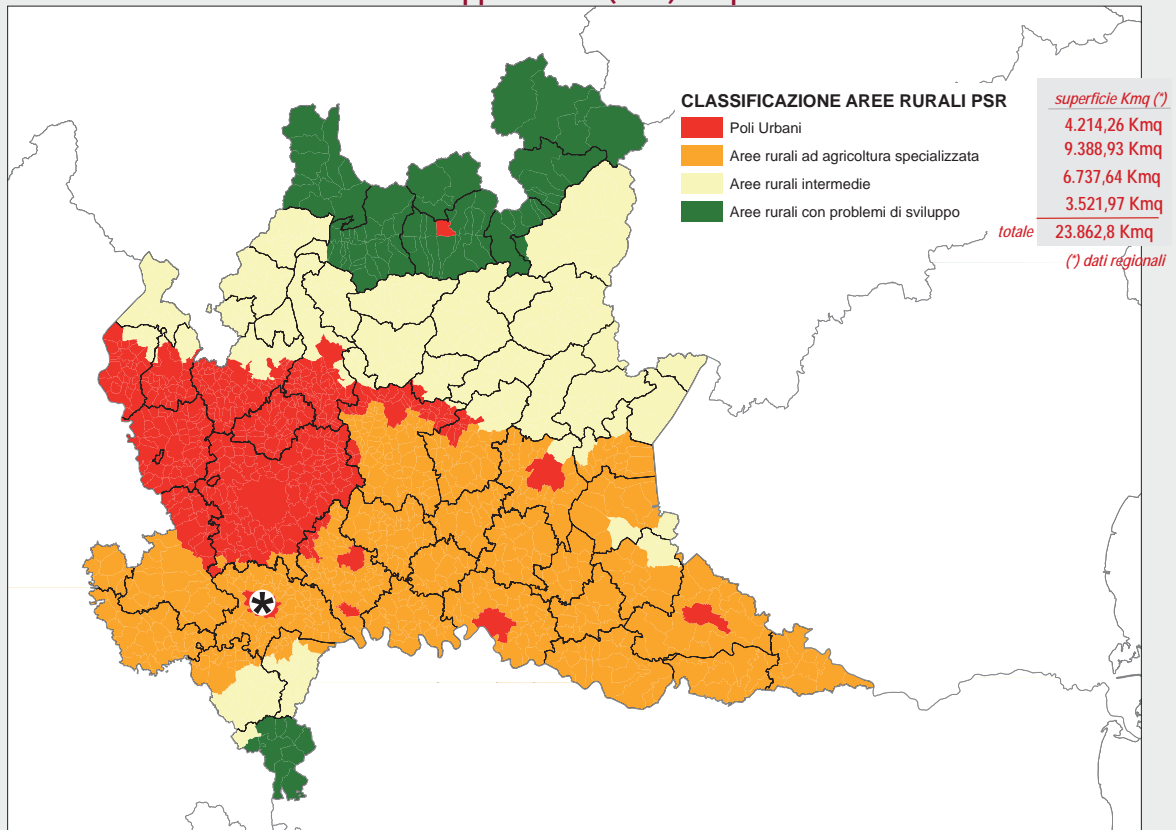 CLASSIFICAZIONE AREE RURALI PSR
superficie Kmq (*)
Poli Urbani
4.214,26 Kmq
Aree rurali ad agricoltura specializzata
9.388,93 Kmq
Aree rurali intermedie
6.737,64 Kmq
Aree rurali con problemi di sviluppo
3.521,97 Kmq
totale 23.862,8 Kmq
(*) dati regionali
*